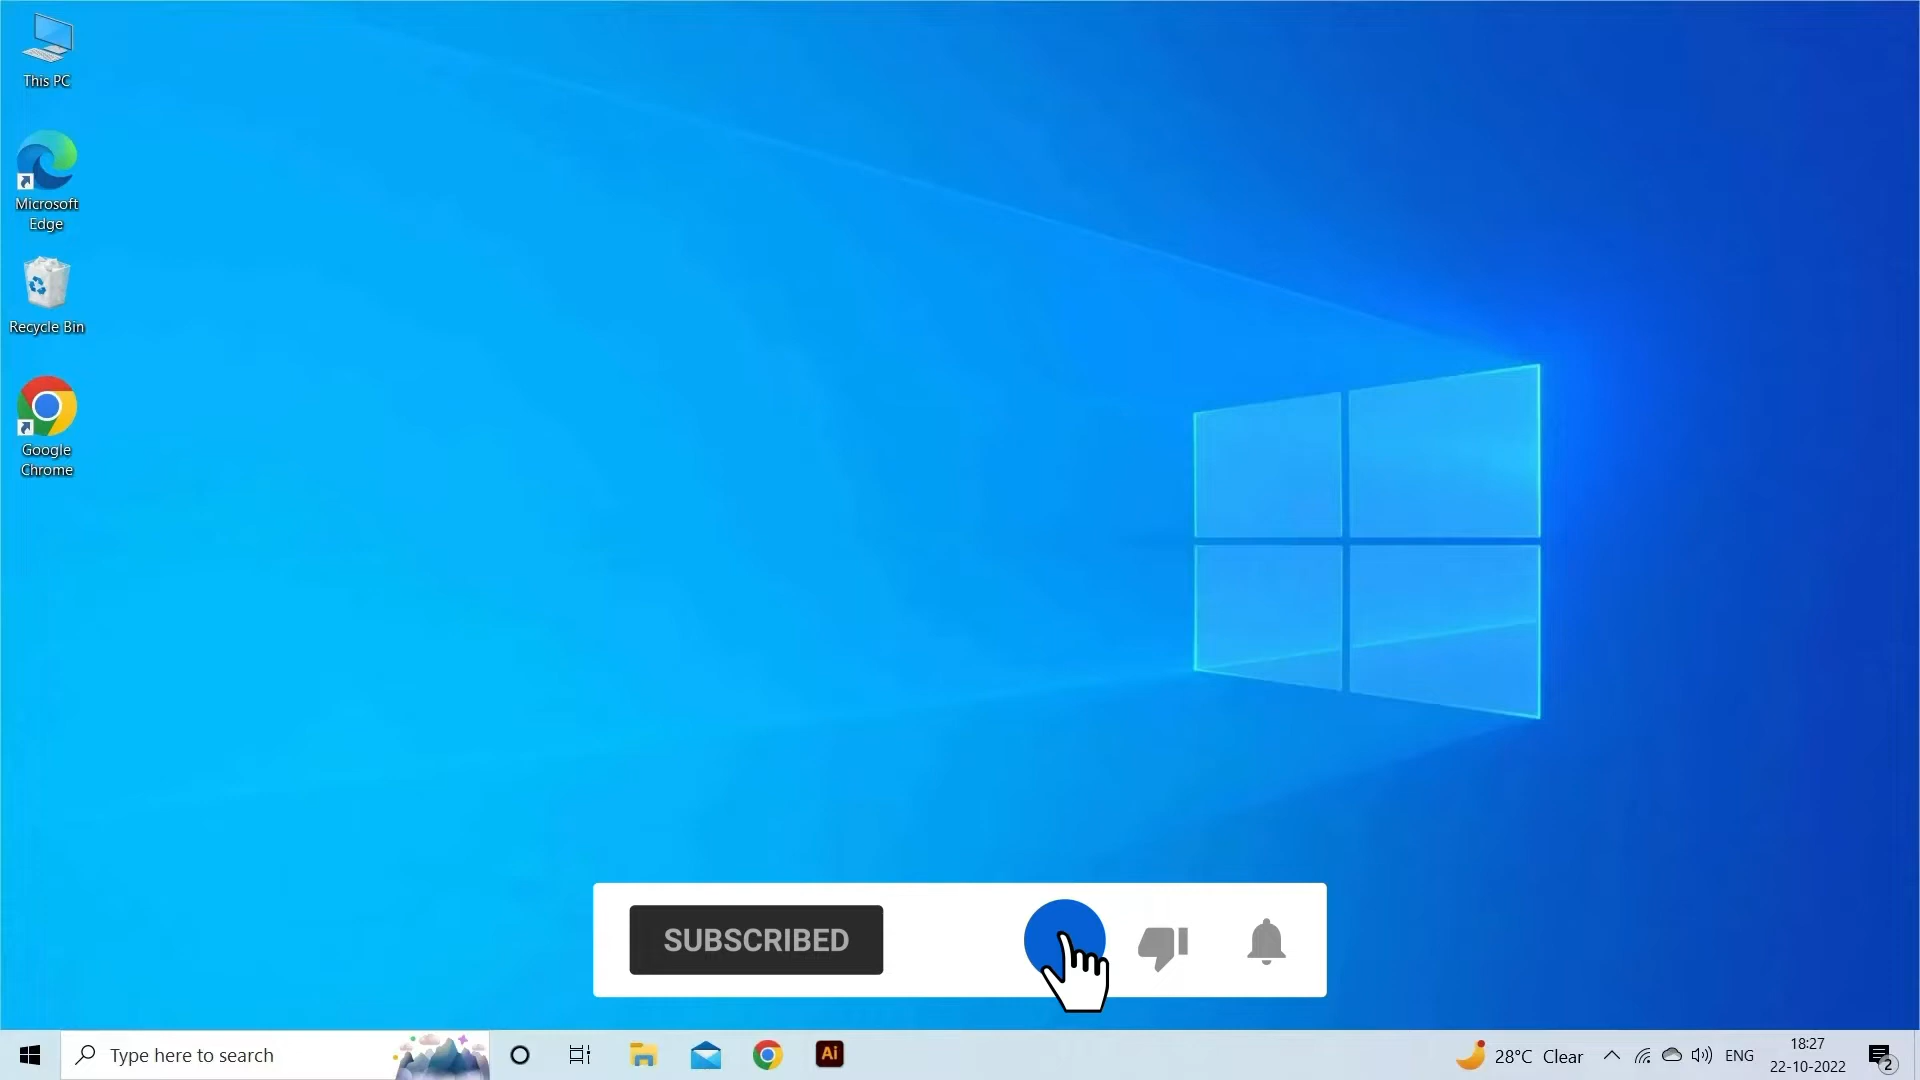 This PC
Microsoft
Edge
Recycle Bin
Google
Chrome
SUBSCRIBED
Type here to search
Ai
28°C Clear
ENG
18:27
22-10-2022
2